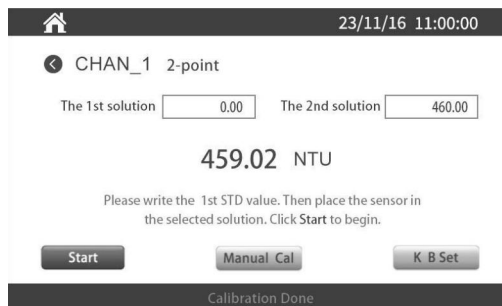 23/11/16 11:00:00
CHAN_1 2-point
The 1st solution 0.00 The 2nd solution 460.00
459.02 NTU
Please write the 1st STD value. Then place the sensor in
the selected solution. Click Start to begin.
Start Manual Cal K B Set
Calibration Done